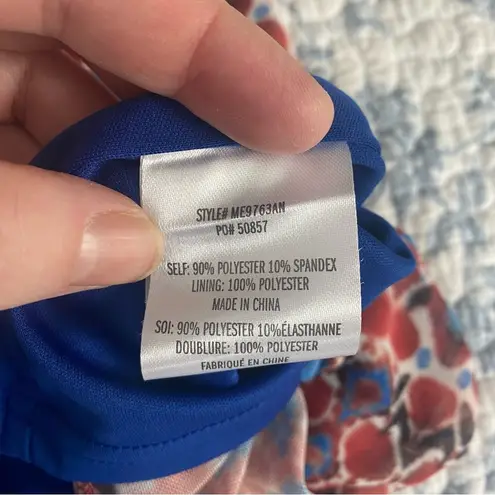 STYLE# ME9763AN
PO# 50857
SELF: 90% POLYESTER 10% SPANDEX
LINING: 100% POLYESTER
MADE IN CHINA
SOI: 90% POLYESTER 10%ÉLASTHANNE
DOUBLURE: 100% POLYESTER
FABRIQUÉ EN CHINE